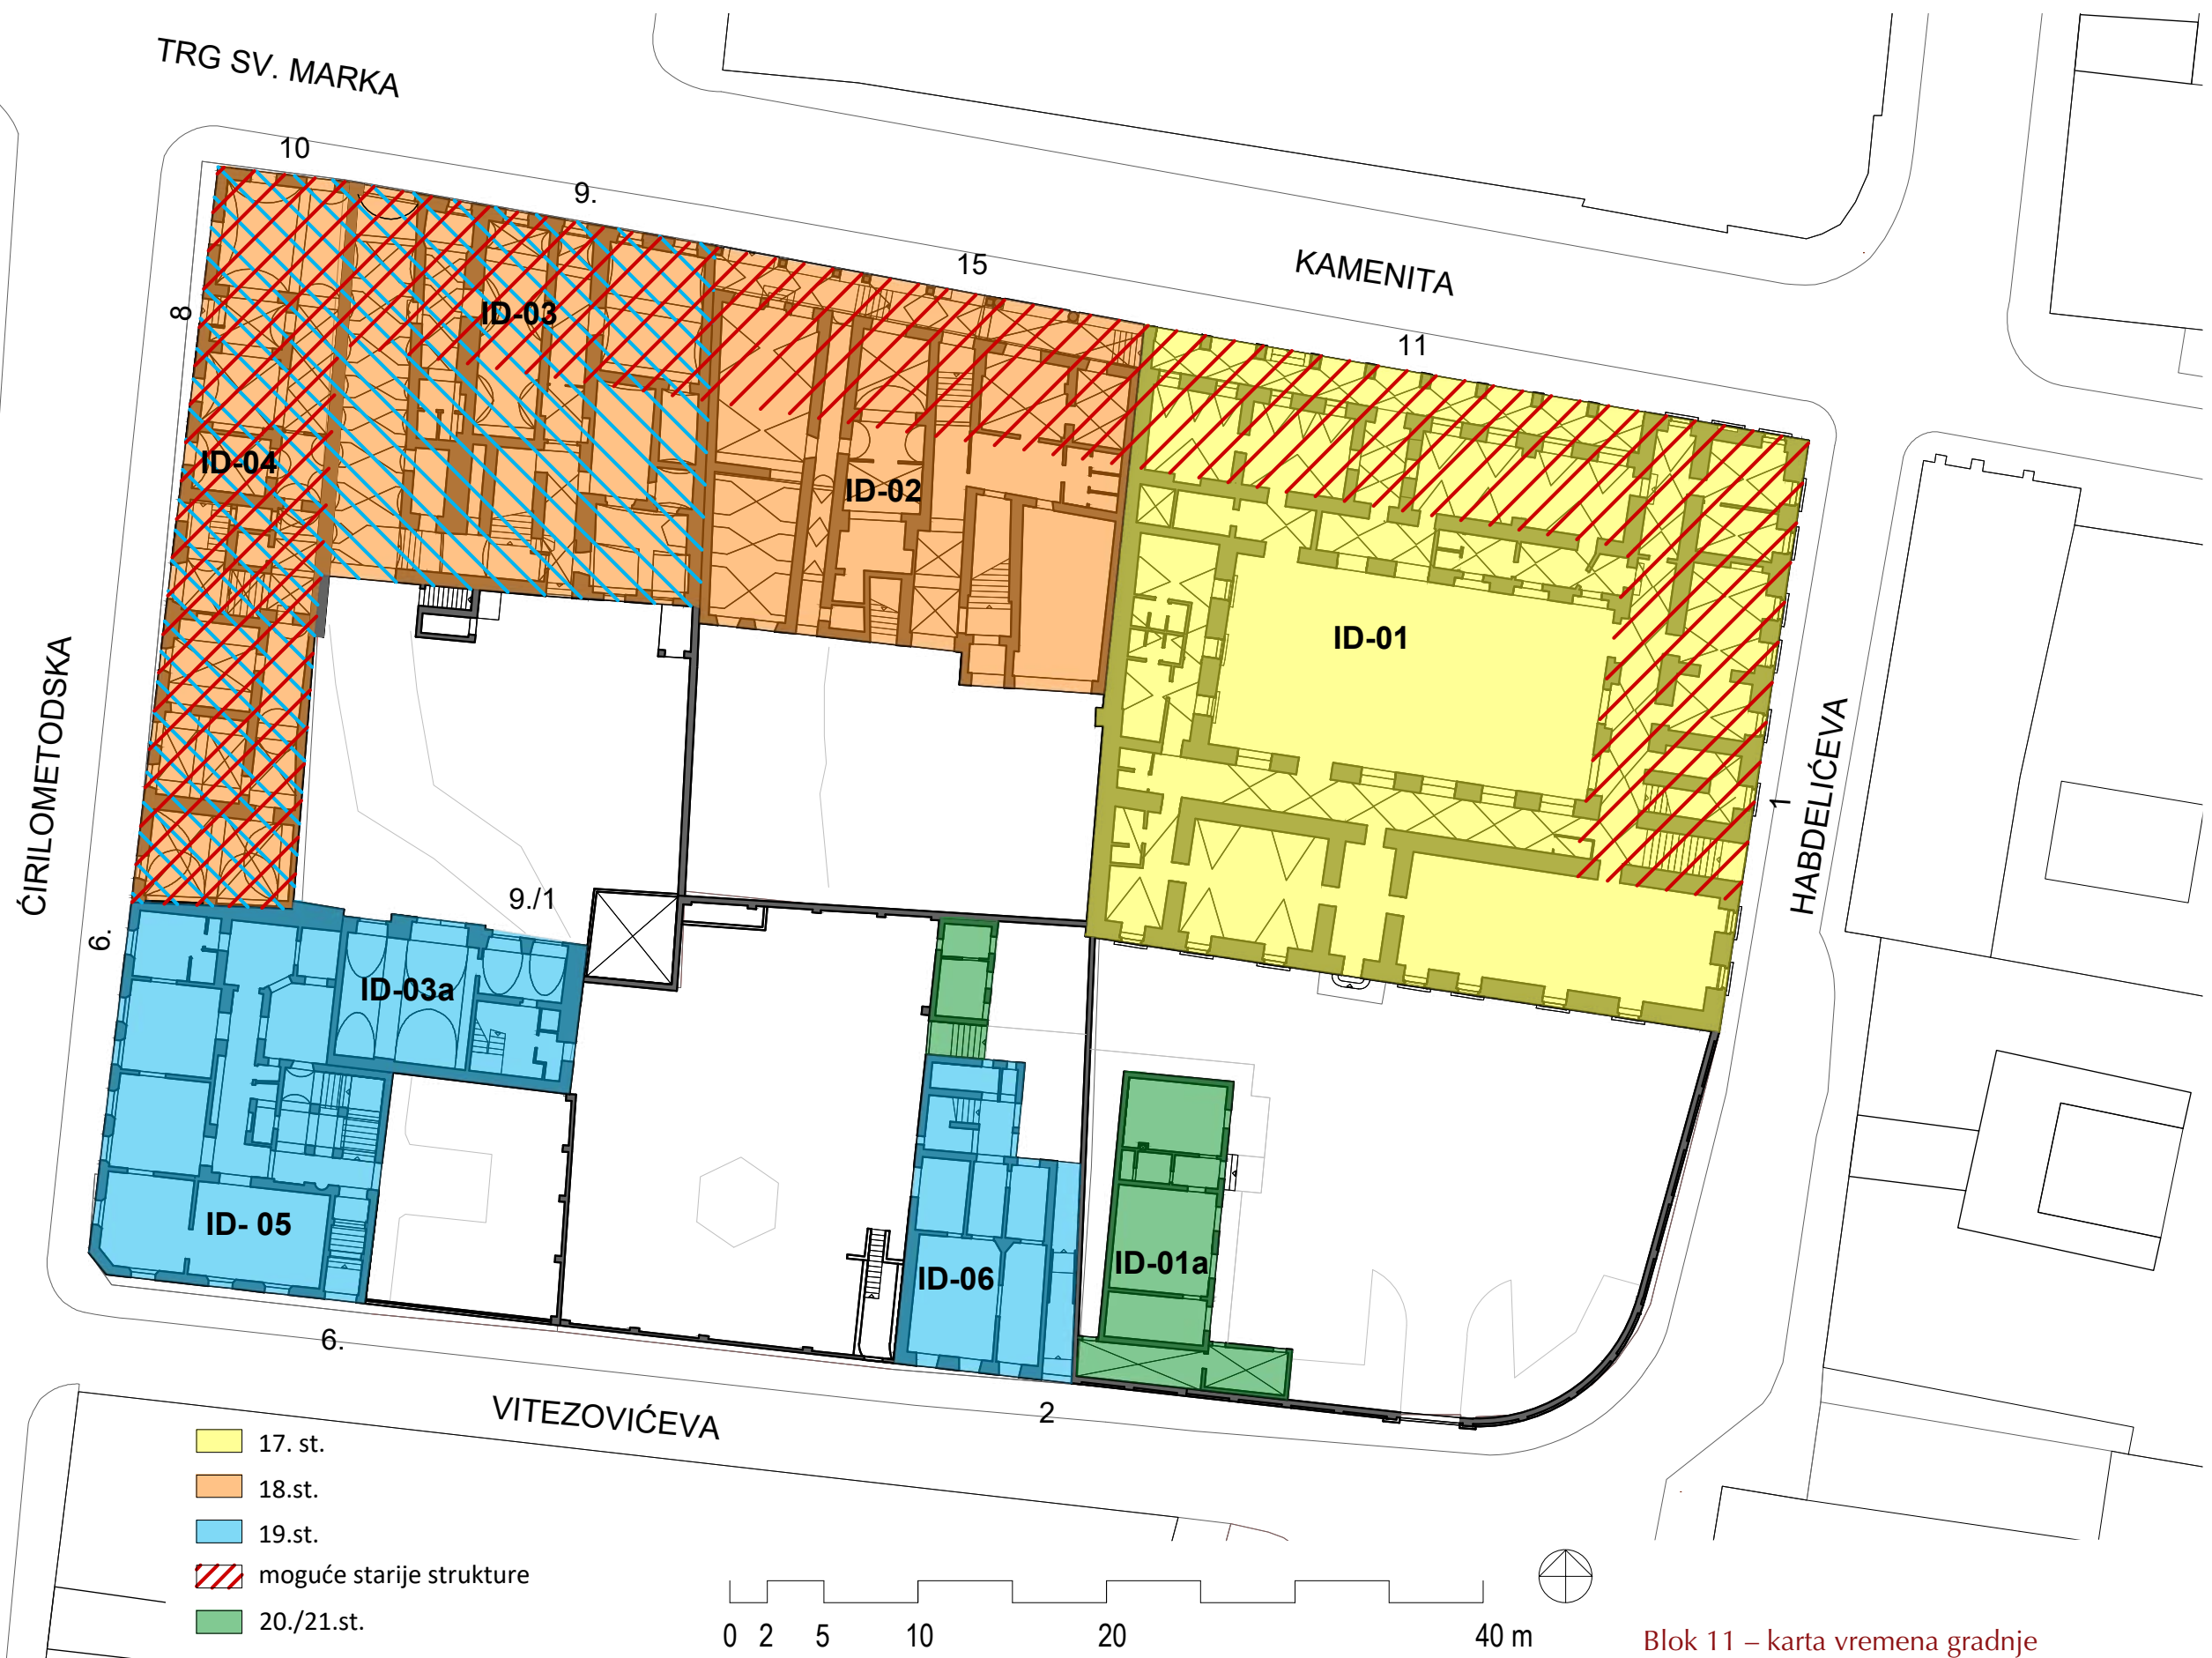 TRG SV. MARKA
10
9.
15
KAMENITA
11
8
ID-03
ID-04
ID-02
ID-01
ĆIRILOMETODSKA
HABDELIĆEVA
1
9./1
6.
ID-03a
ID- 05
ID-06
ID-01a
6.
VITEZOVIĆEVA
2
17. st.
18.st.
19.st.
moguće starije strukture
20./21.st.
0 2 5 10 20 40 m
Blok 11 – karta vremena gradnje